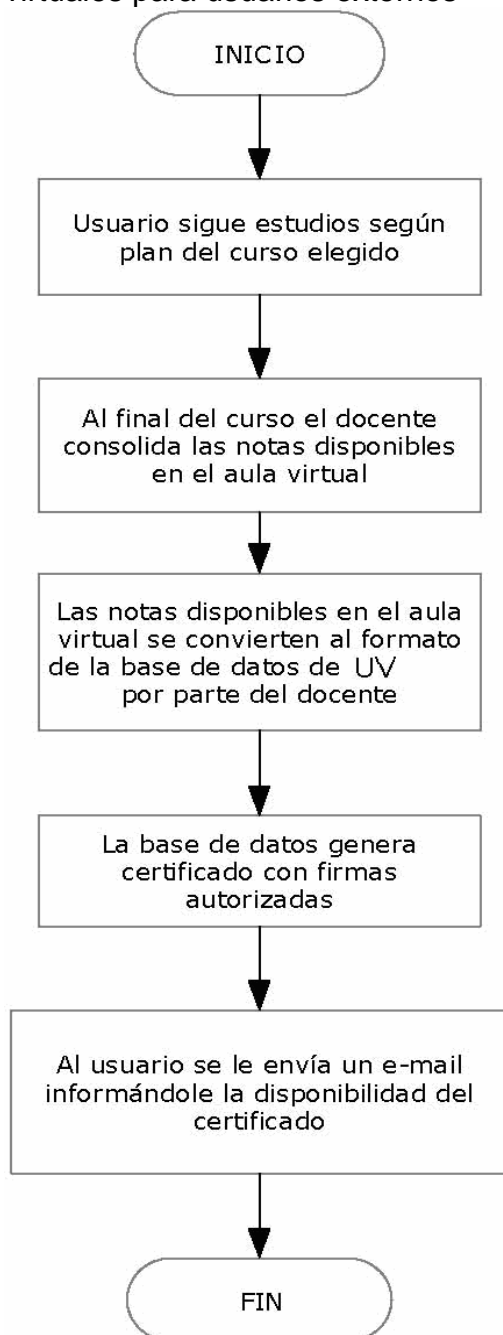 para usuarios externos
INICIO
Usuario sigue estudios según
plan del curso elegido
Al final del curso el docente
consolida las notas disponibles
en el aula virtual
Las notas disponibles en el aula
virtual se convierten al formato
de la base de datos de UV
por parte del docente
La base de datos genera
certificado con firmas
autorizadas
Al usuario se le envía un e-mail
informándole la disponibilidad del
certificado
FIN